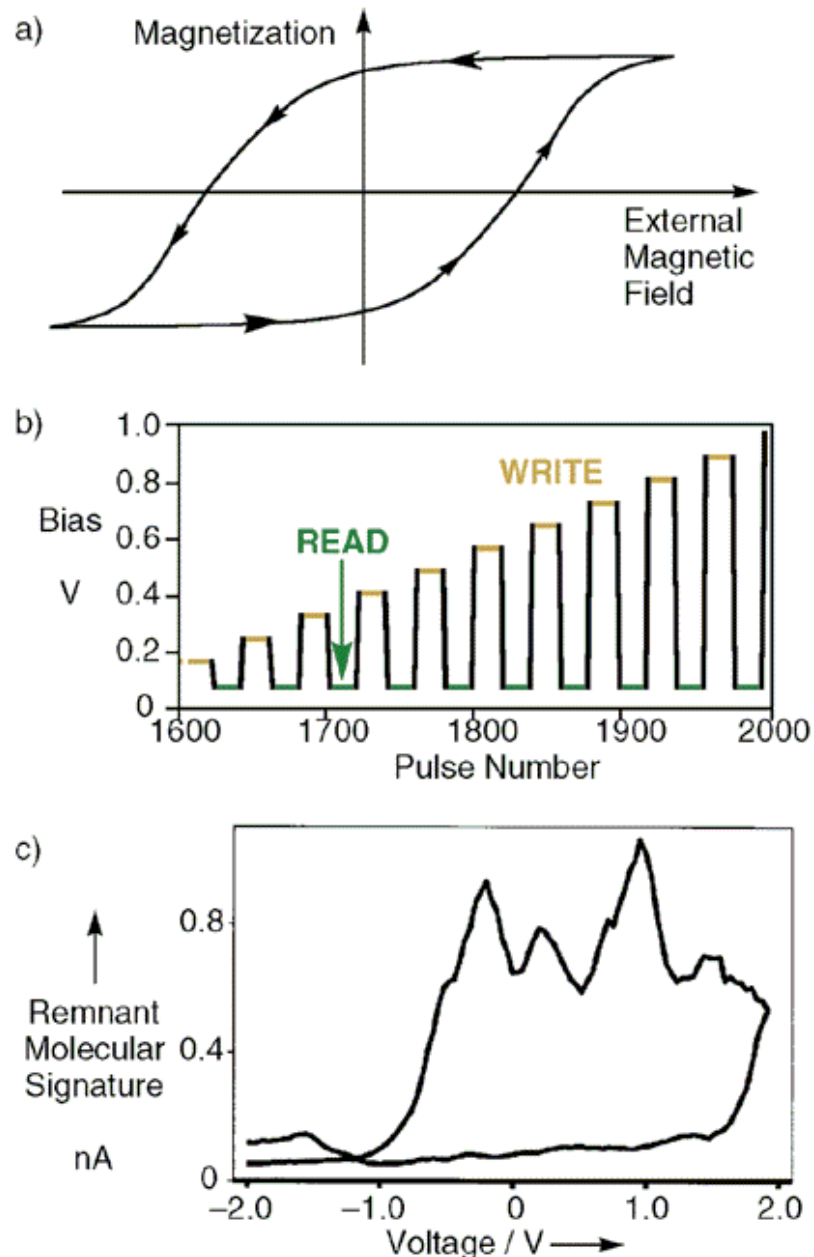 a)
Magnetization
External
Magnetic
Field
b)
1.0
0.8
0.6
0.4
0.2
0
Bias
V
WRITE
READ
1600 1700 1800 1900 2000
Pulse Number
c)
0.8
0.4
0
Remnant
Molecular
Signature
nA
−2.0 −1.0 0 1.0 2.0
Voltage / V